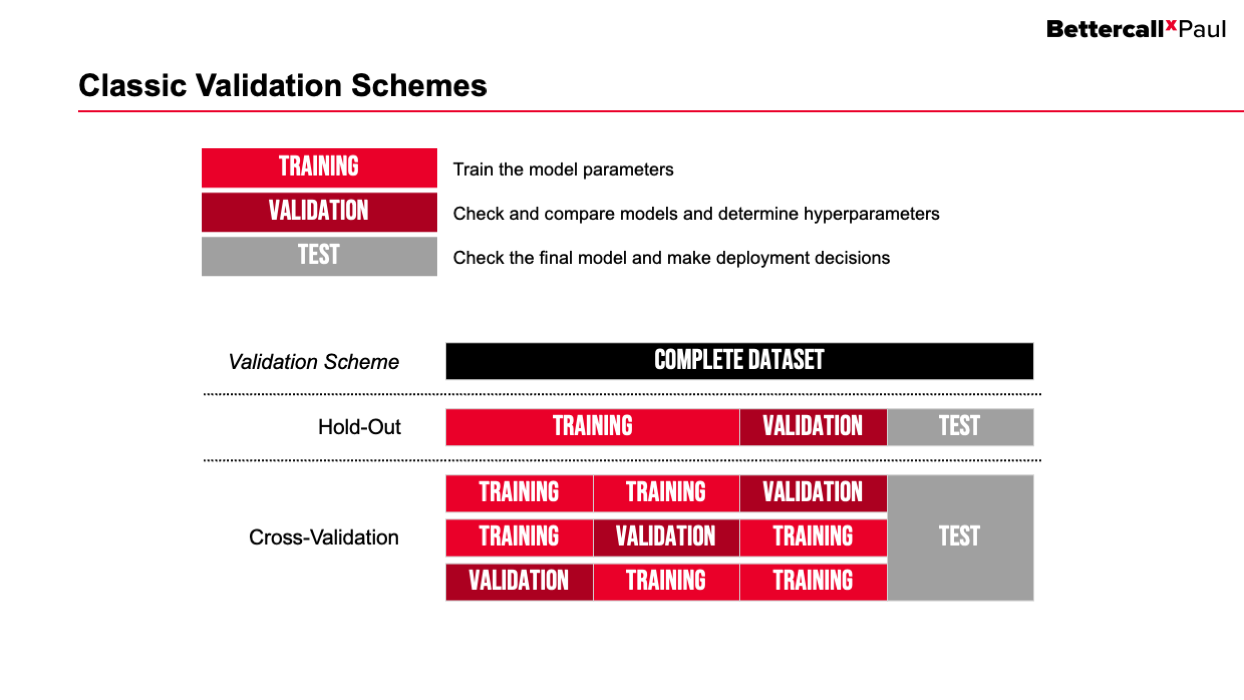 BettercallxPaul
Classic Validation Schemes
TRAINING Train the model parameters
VALIDATION Check and compare models and determine hyperparameters
TEST Check the final model and make deployment decisions
Validation Scheme COMPLETE DATASET
Hold-Out TRAINING VALIDATION TEST
TRAINING TRAINING VALIDATION
Cross-Validation TRAINING VALIDATION TRAINING TEST
VALIDATION TRAINING TRAINING